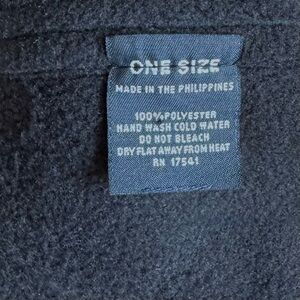 ONE SIZE
MADE IN THE PHILIPPINES
100% POLYESTER
HAND WASH COLD WATER
DO NOT BLEACH
DRY FLAT AWAY FROM HEAT
RN 17541